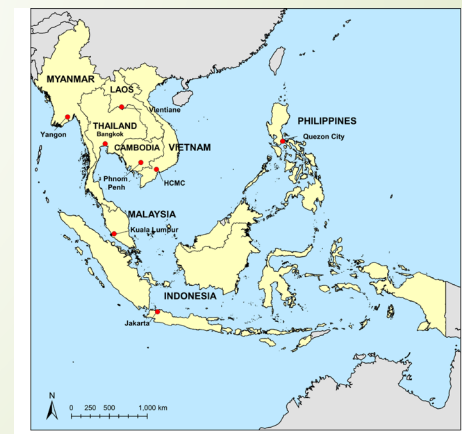 MYANMAR
LAOS
Vientiane
Yangon
THAILAND
Bangkok
CAMBODIA
VIETNAM
Phnom
Penh
HCMC
PHILIPPINES
Quezon City
MALAYSIA
Kuala Lumpur
INDONESIA
Jakarta
N
0 250 500 1,000 km